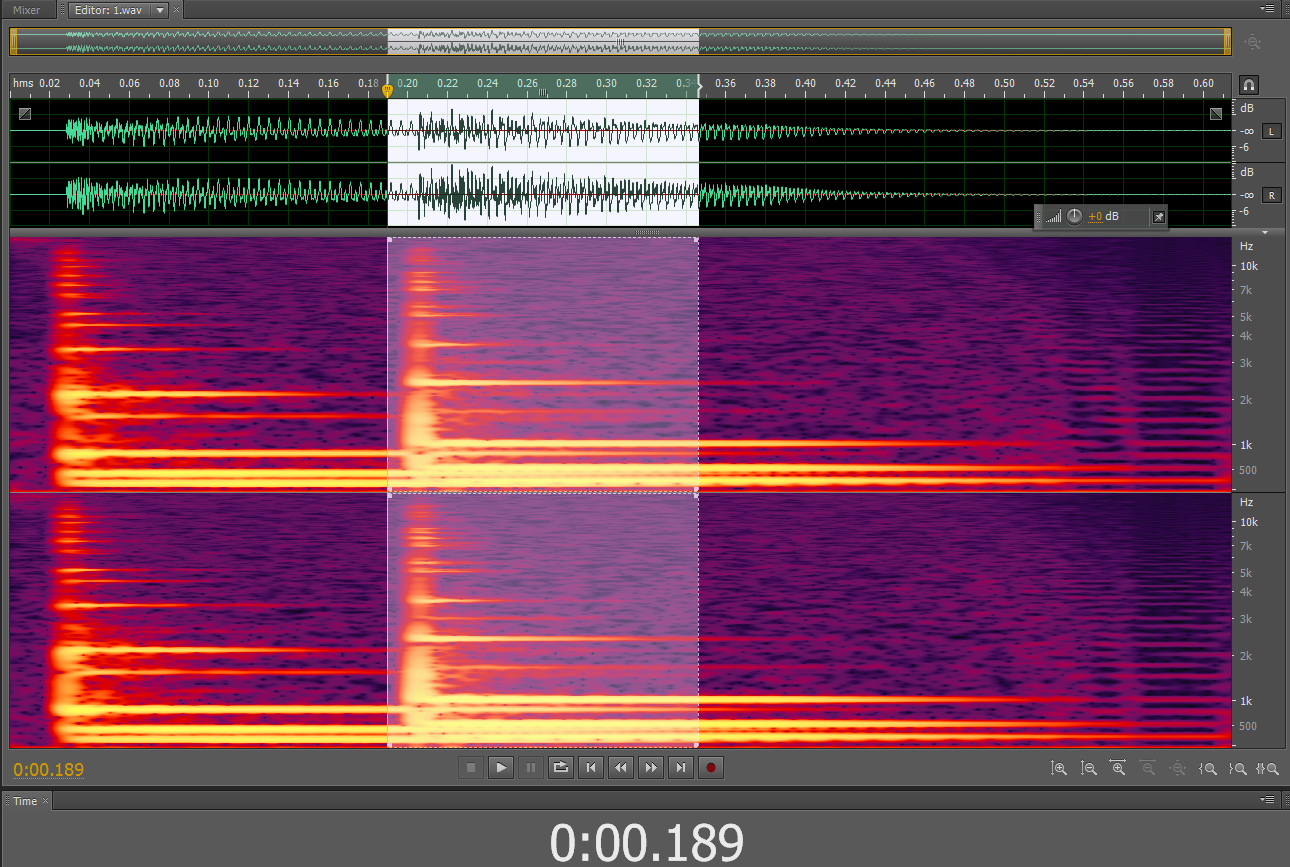 Mixer Editor: 1.wav
hms 0.02 0.04 0.06 0.08 0.10 0.12 0.14 0.16 0.18 0.20 0.22 0.24 0.26 0.28 0.30 0.32 0.36 0.38 0.40 0.42 0.44 0.46 0.48 0.50 0.52 0.54 0.56 0.58 0.60
dB
-∞ L
-6
dB
-∞ R
-6
+0 dB
Hz
10k
7k
5k
4k
3k
2k
1k
500
Hz
10k
7k
5k
4k
3k
2k
1k
500
0:00.189
Time
0:00.189